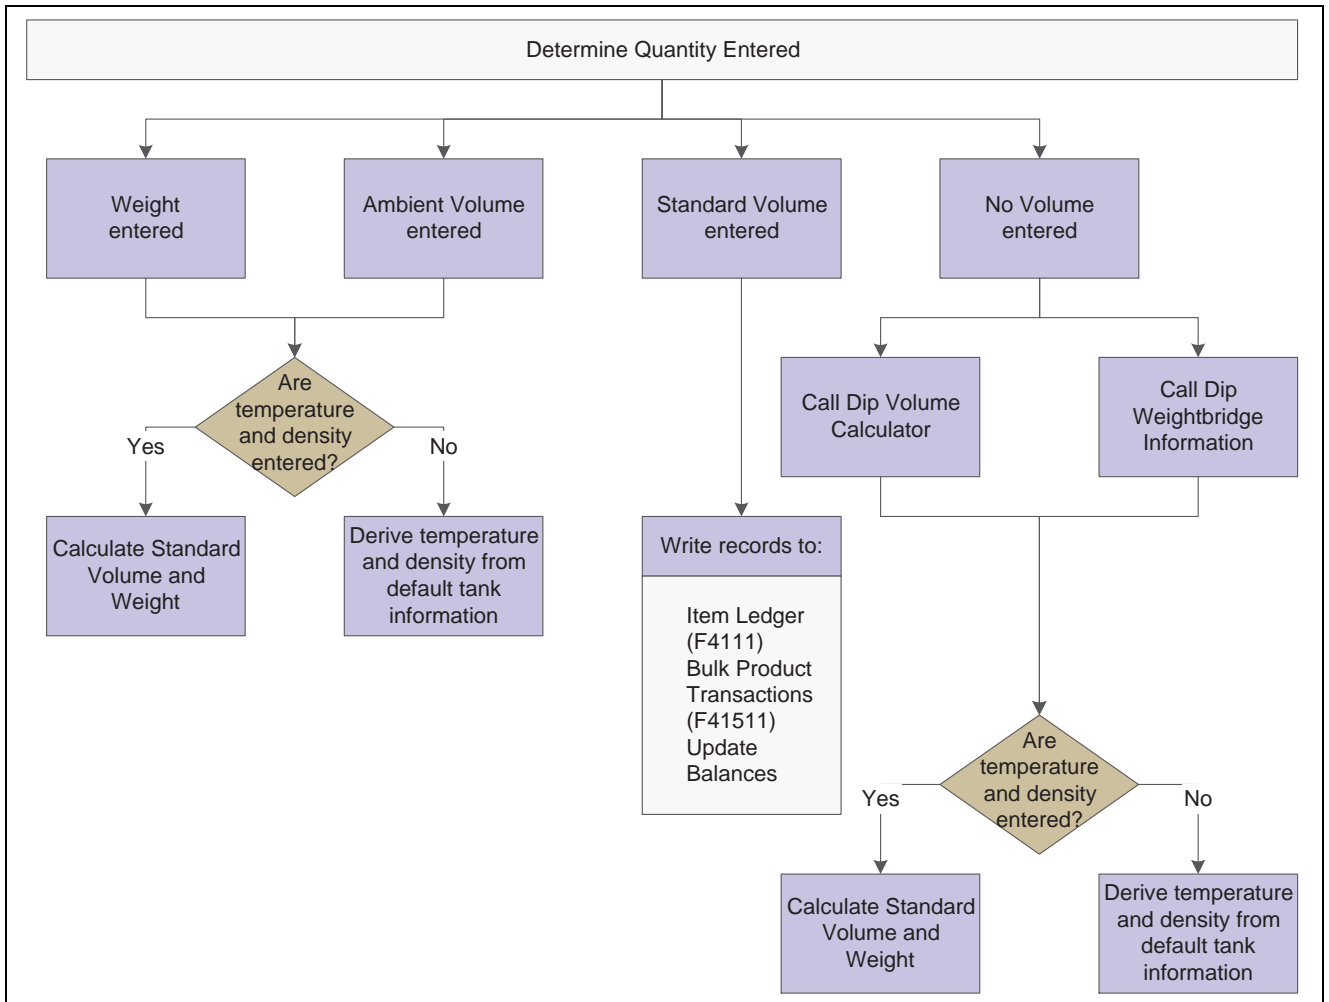 Determine Quantity Entered
Weight
entered
Ambient Volume
entered
Standard Volume
entered
No Volume
entered
Are
temperature
and density
entered?
Yes
No
Calculate Standard
Volume and
Weight
Derive temperature
and density from
default tank
information
Write records to:
Item Ledger
(F4111)
Bulk Product
Transactions
(F41511)
Update
Balances
Call Dip Volume
Calculator
Call Dip
Weightbridge
Information
Are
temperature
and density
entered?
Yes
No
Calculate Standard
Volume and
Weight
Derive temperature
and density from
default tank
information